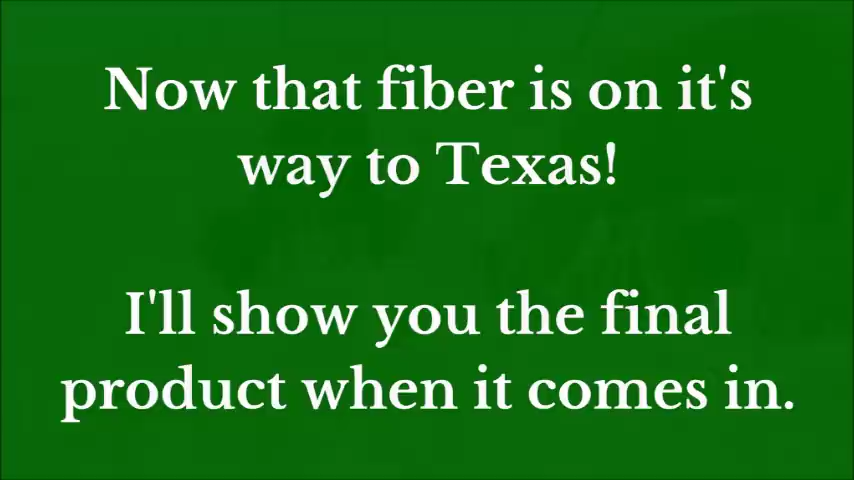 Now that fiber is on it's
way to Texas!
I'll show you the final
product when it comes in.